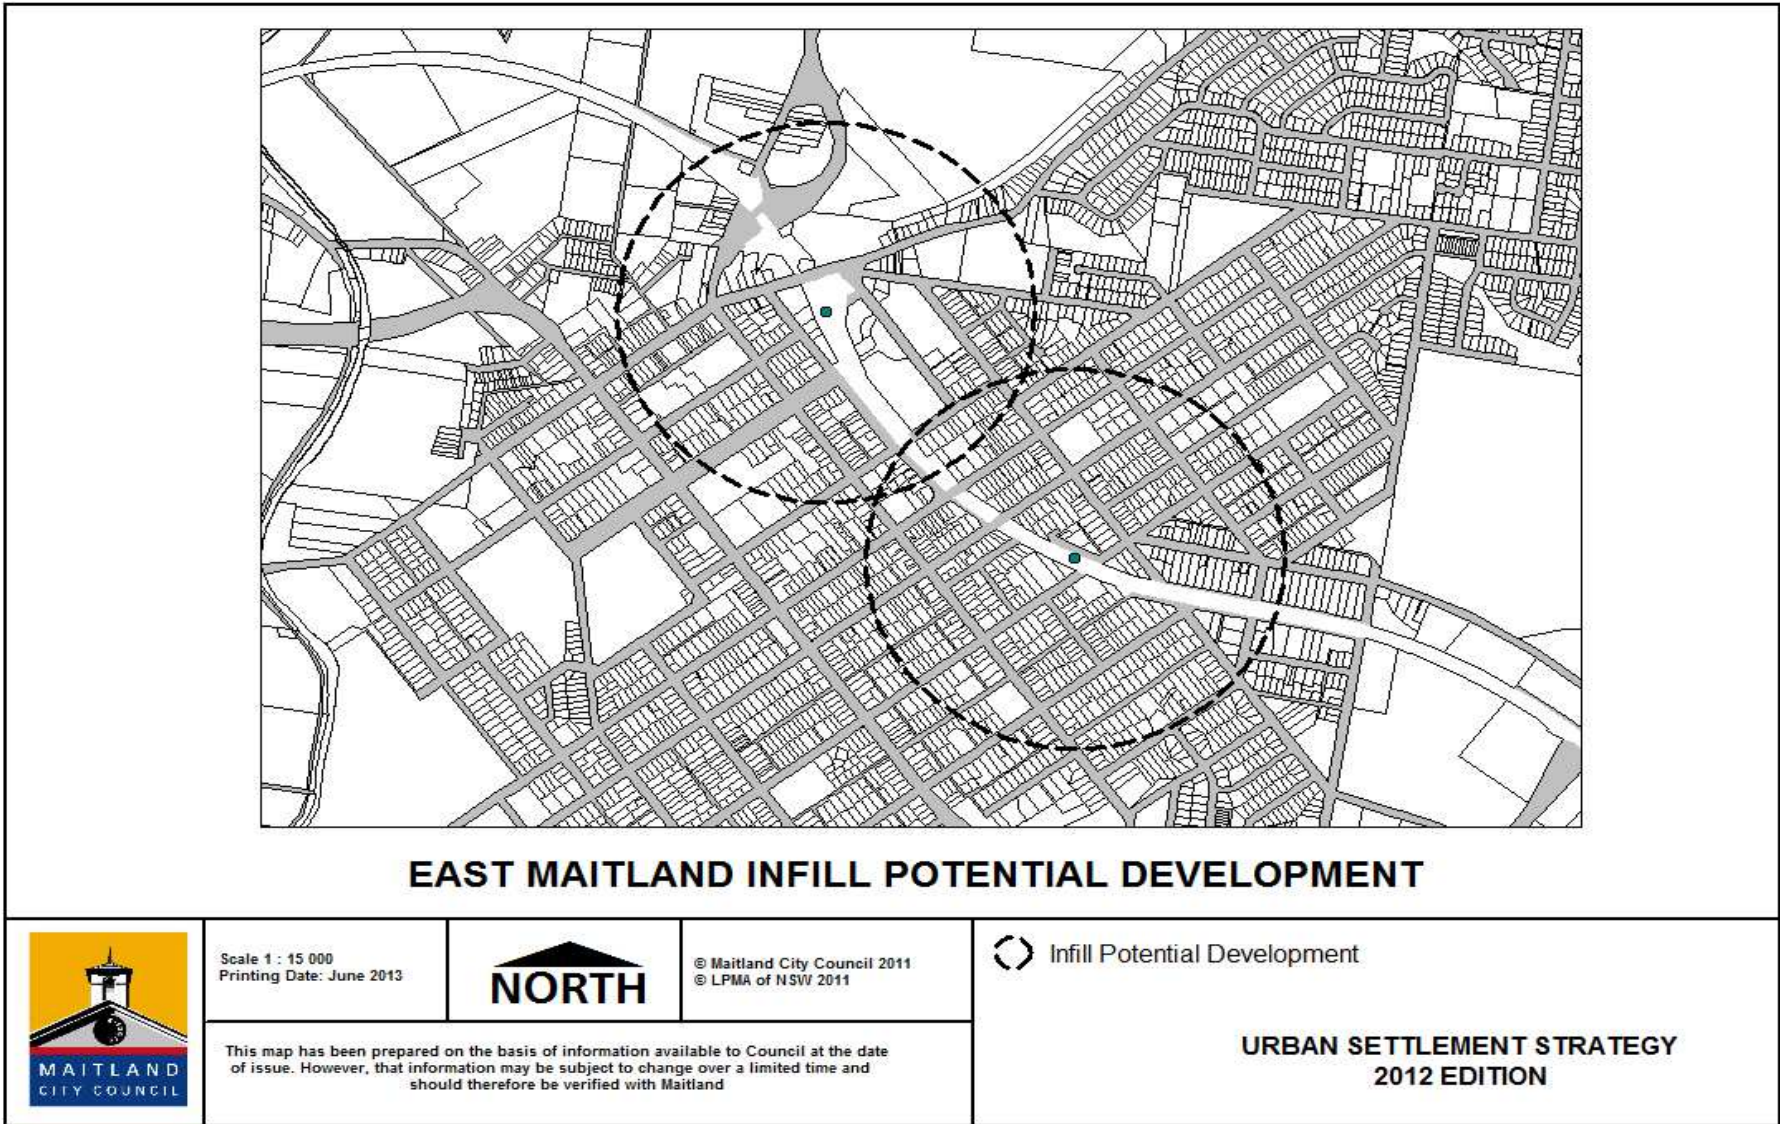 EAST MAITLAND INFILL POTENTIAL DEVELOPMENT
MAITLAND
CITY COUNCIL
Scale 1 : 15 000
Printing Date: June 2013
NORTH
© Maitland City Council 2011
© LPMA of NSW 2011
This map has been prepared on the basis of information available to Council at the date
of issue. However, that information may be subject to change over a limited time and
should therefore be verified with Maitland
Infill Potential Development
URBAN SETTLEMENT STRATEGY
2012 EDITION